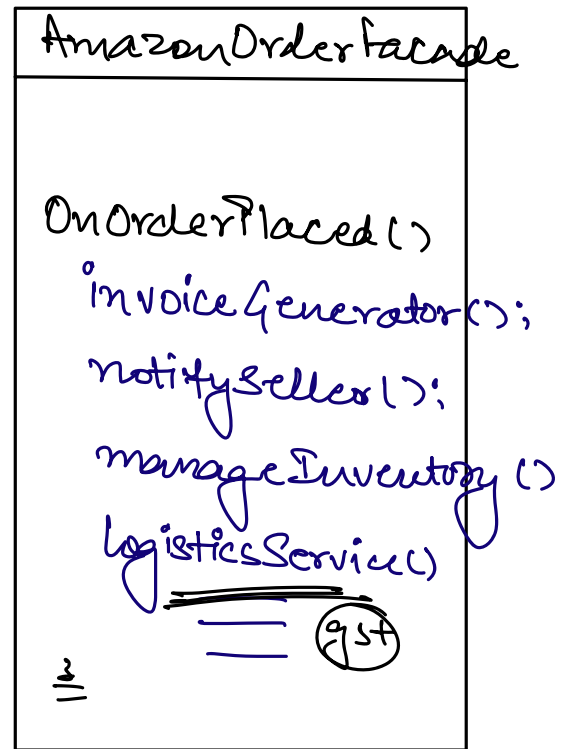 AmazonOrderFacade
OnOrderPlaced()
invoiceGenerator();
notifySeller();
manageInventory()
logisticsService()
gst
}